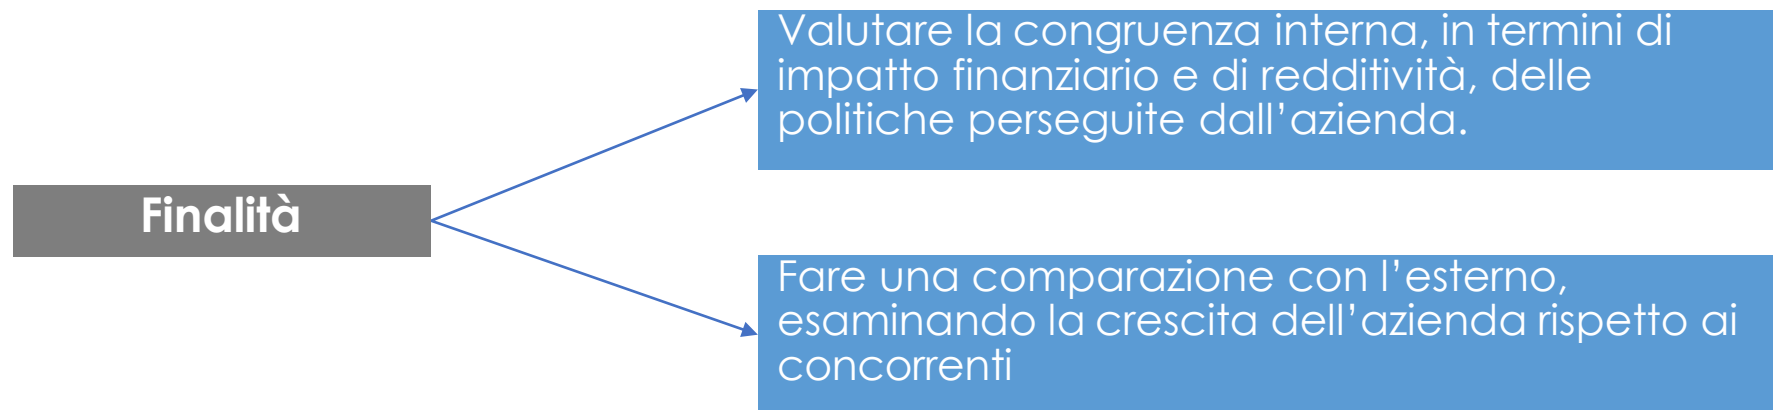 Valutare la congruenza interna, in termini di
impatto finanziario e di redditività, delle
politiche perseguite dall’azienda.
Finalità
Fare una comparazione con l’esterno,
esaminando la crescita dell’azienda rispetto ai
concorrenti